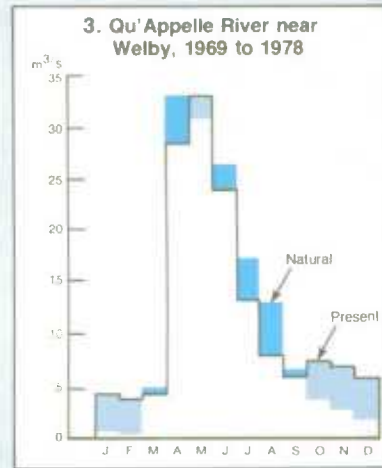 3. Qu'Appelle River near
Welby, 1969 to 1978
m³/s
35
30
25
20
15
10
5
0
Natural
Present
J F M A M J J A S O N D